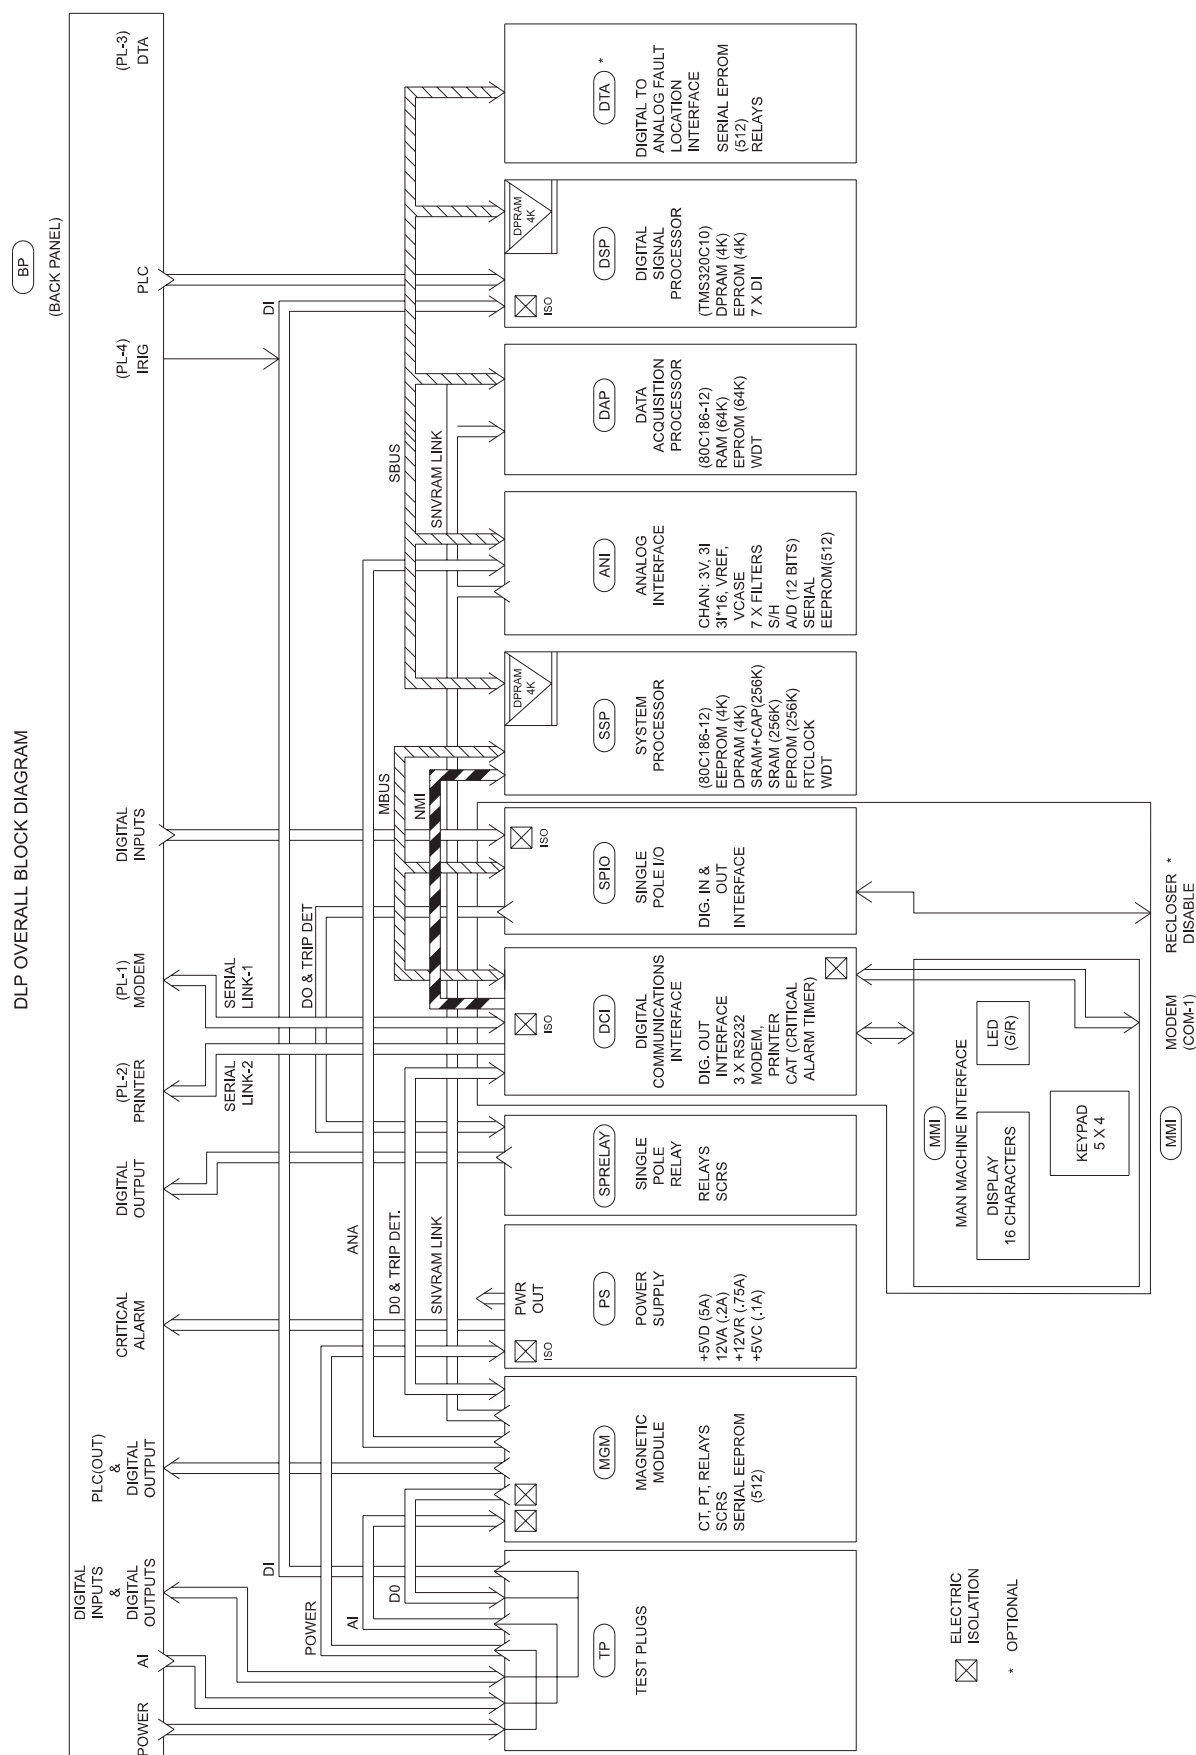 DLP OVERALL BLOCK DIAGRAM
BP
(BACK PANEL)
POWER
AI
DIGITAL
INPUTS
&
DIGITAL
OUTPUTS
PLC(OUT)
&
DIGITAL
OUTPUT
CRITICAL
ALARM
DIGITAL
OUTPUT
(PL-2)
PRINTER
(PL-1)
MODEM
DIGITAL
INPUTS
(PL-4)
IRIG
PLC
(PL-3)
DTA
SERIAL
LINK-2
SERIAL
LINK-1
DI
DI
POWER
AI
D0
ANA
D0 & TRIP DET.
SNVRAM LINK
DO & TRIP DET
MBUS
NMI
SBUS
SNVRAM LINK
TP
TEST PLUGS
MGM
MAGNETIC
MODULE
CT, PT, RELAYS
SCRS
SERIAL EEPROM
(512)
PWR
OUT
ISO
PS
POWER
SUPPLY
+5VD (5A)
12VA (.2A)
+12VR (.75A)
+5VC (.1A)
SPRELAY
SINGLE
POLE
RELAY
RELAYS
SCRS
ISO
DCI
DIGITAL
COMMUNICATIONS
INTERFACE
DIG. OUT
INTERFACE
3 X RS232
MODEM,
PRINTER
CAT (CRITICAL
ALARM TIMER)
ISO
SPIO
SINGLE
POLE I/O
DIG. IN &
OUT
INTERFACE
DPRAM
4K
SSP
SYSTEM
PROCESSOR
(80C186-12)
EEPROM (4K)
DPRAM (4K)
SRAM+CAP(256K)
SRAM (256K)
EPROM (256K)
RTCLOCK
WDT
ANI
ANALOG
INTERFACE
CHAN: 3V, 3I
3I*16, VREF,
VCASE
7 X FILTERS
S/H
A/D (12 BITS)
SERIAL
EEPROM(512)
DAP
DATA
ACQUISITION
PROCESSOR
(80C186-12)
RAM (64K)
EPROM (64K)
WDT
DPRAM
4K
ISO
DSP
DIGITAL
SIGNAL
PROCESSOR
(TMS320C10)
DPRAM (4K)
EPROM (4K)
7 X DI
DTA *
DIGITAL TO
ANALOG FAULT
LOCATION
INTERFACE
SERIAL EPROM
(512)
RELAYS
MMI
MAN MACHINE INTERFACE
DISPLAY
16 CHARACTERS
LED
(G/R)
KEYPAD
5 X 4
MMI
MODEM
(COM-1)
RECLOSER *
DISABLE
ELECTRIC
ISOLATION
* OPTIONAL